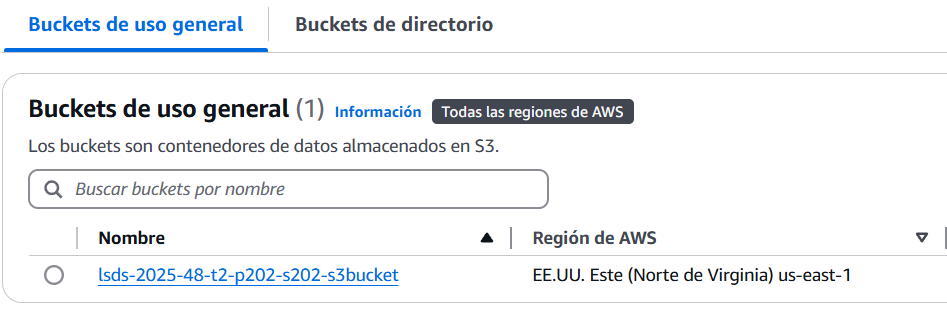 Buckets de uso general Buckets de directorio
Buckets de uso general (1) Información Todas las regiones de AWS
Los buckets son contenedores de datos almacenados en S3.
Buscar buckets por nombre
Nombre Región de AWS
lsds-2025-48-t2-p202-s202-s3bucket EE.UU. Este (Norte de Virginia) us-east-1